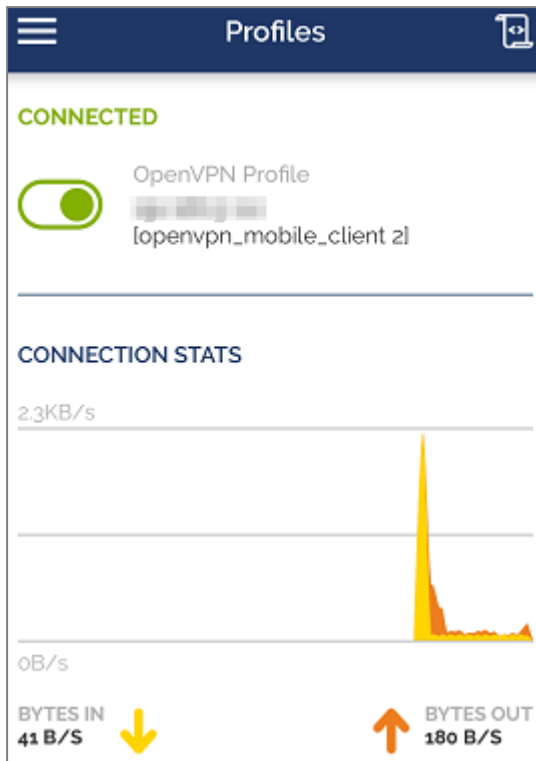 Profiles
CONNECTED
OpenVPN Profile
[openvpn_mobile_client 2]
CONNECTION STATS
2.3KB/s
0B/s
BYTES IN
41 B/S
BYTES OUT
180 B/S